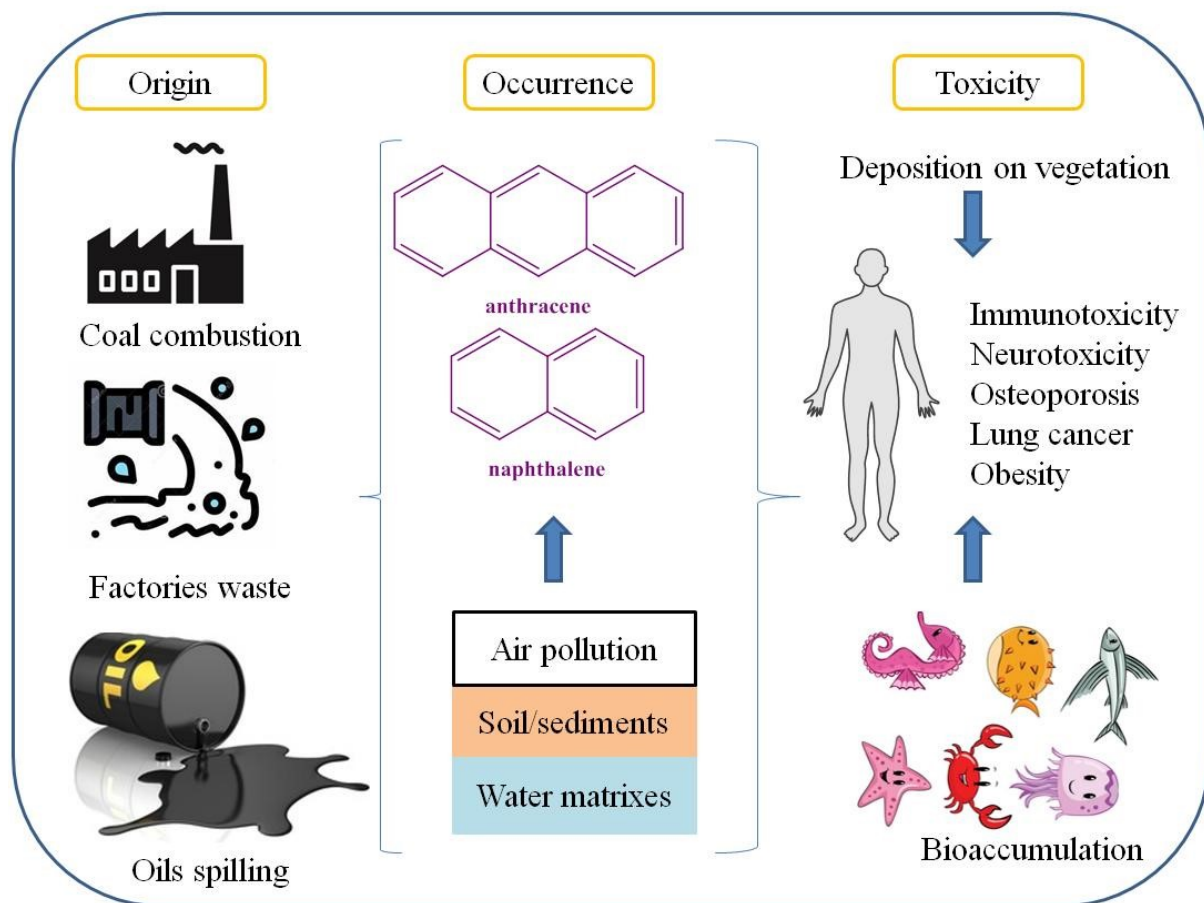 Origin
Coal combustion
Factories waste
OIL
OIL
Oils spilling
Occurrence
anthracene
naphthalene
Air pollution
Soil/sediments
Water matrixes
Toxicity
Deposition on vegetation
Immunotoxicity
Neurotoxicity
Osteoporosis
Lung cancer
Obesity
Bioaccumulation